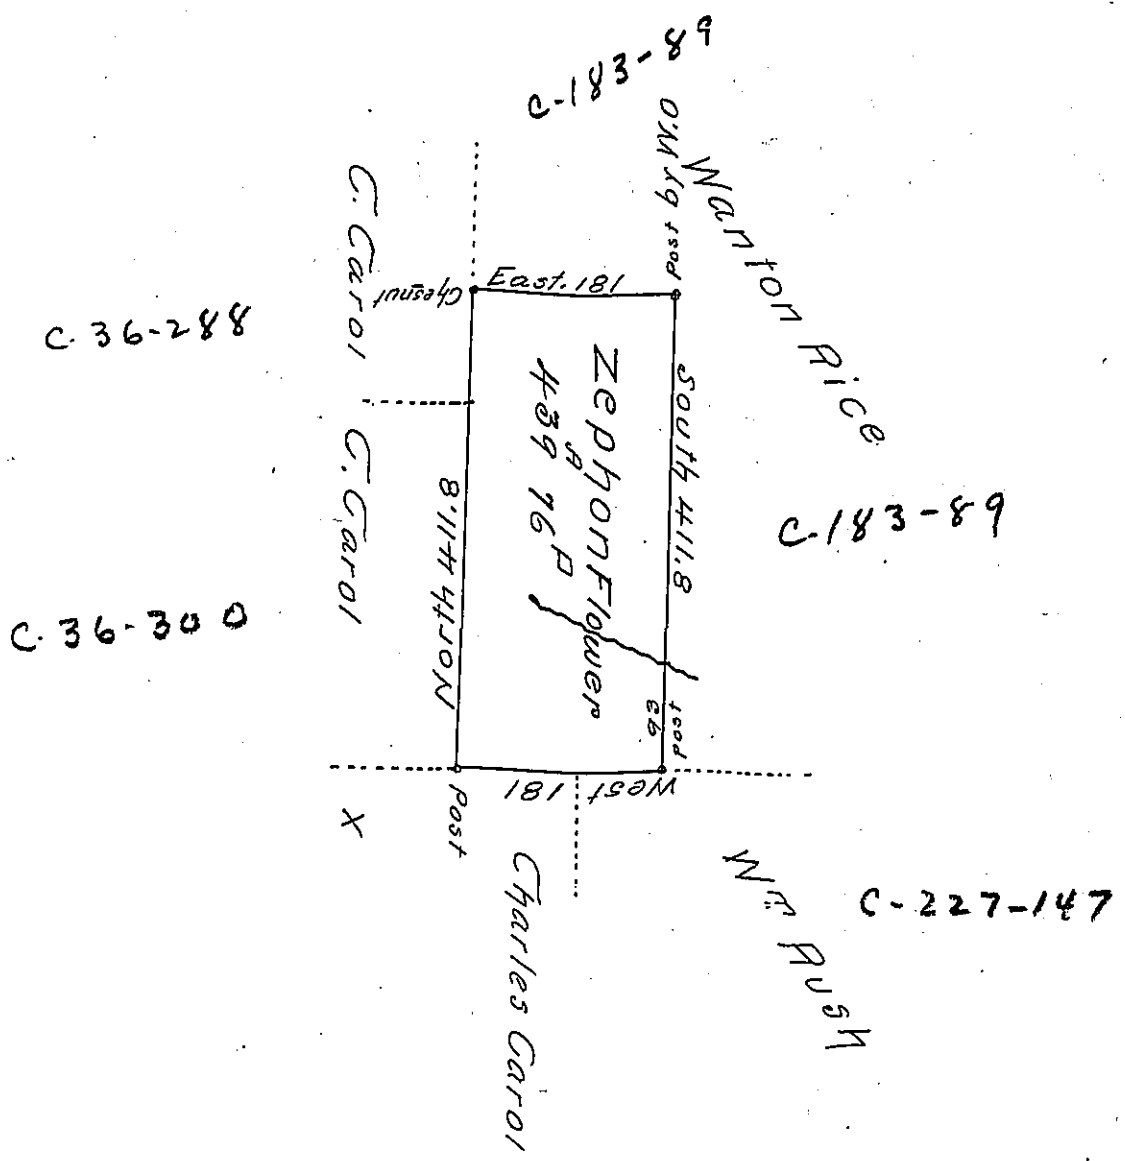 C-183-89
Wanton Rice
Post by W.O
C. Carol
Chesnut
East. 181
C. 36-288
Zephon Flower
439 A 76 P
South 411.8
C. Carol
North 411.8
C-183-89
C. 36-300
post
36
West 181
Post
X
Charles Carol
Wm Rush
C-227-147